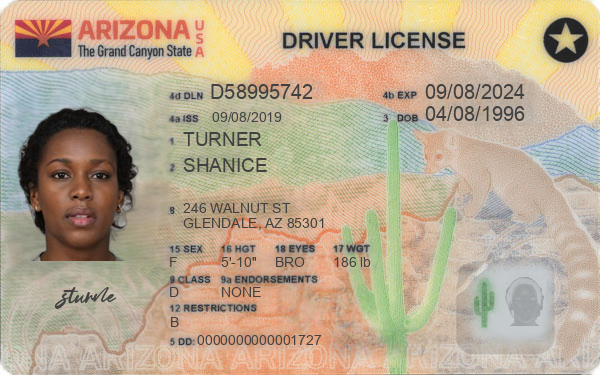 ARIZONA USA
The Grand Canyon State
DRIVER LICENSE
4d DLN D58995742
4b EXP 09/08/2024
4a ISS 09/08/2019
3 DOB 04/08/1996
1 TURNER
2 SHANICE
8 246 WALNUT ST
GLENDALE, AZ 85301
15 SEX 16 HGT 18 EYES 17 WGT
F 5'-10" BRO 186 lb
9 CLASS 9a ENDORSEMENTS
D NONE
12 RESTRICTIONS
B
5 DD: 0000000000001727
sturne
ARIZONA ARIZONA ARIZONA ARIZONA